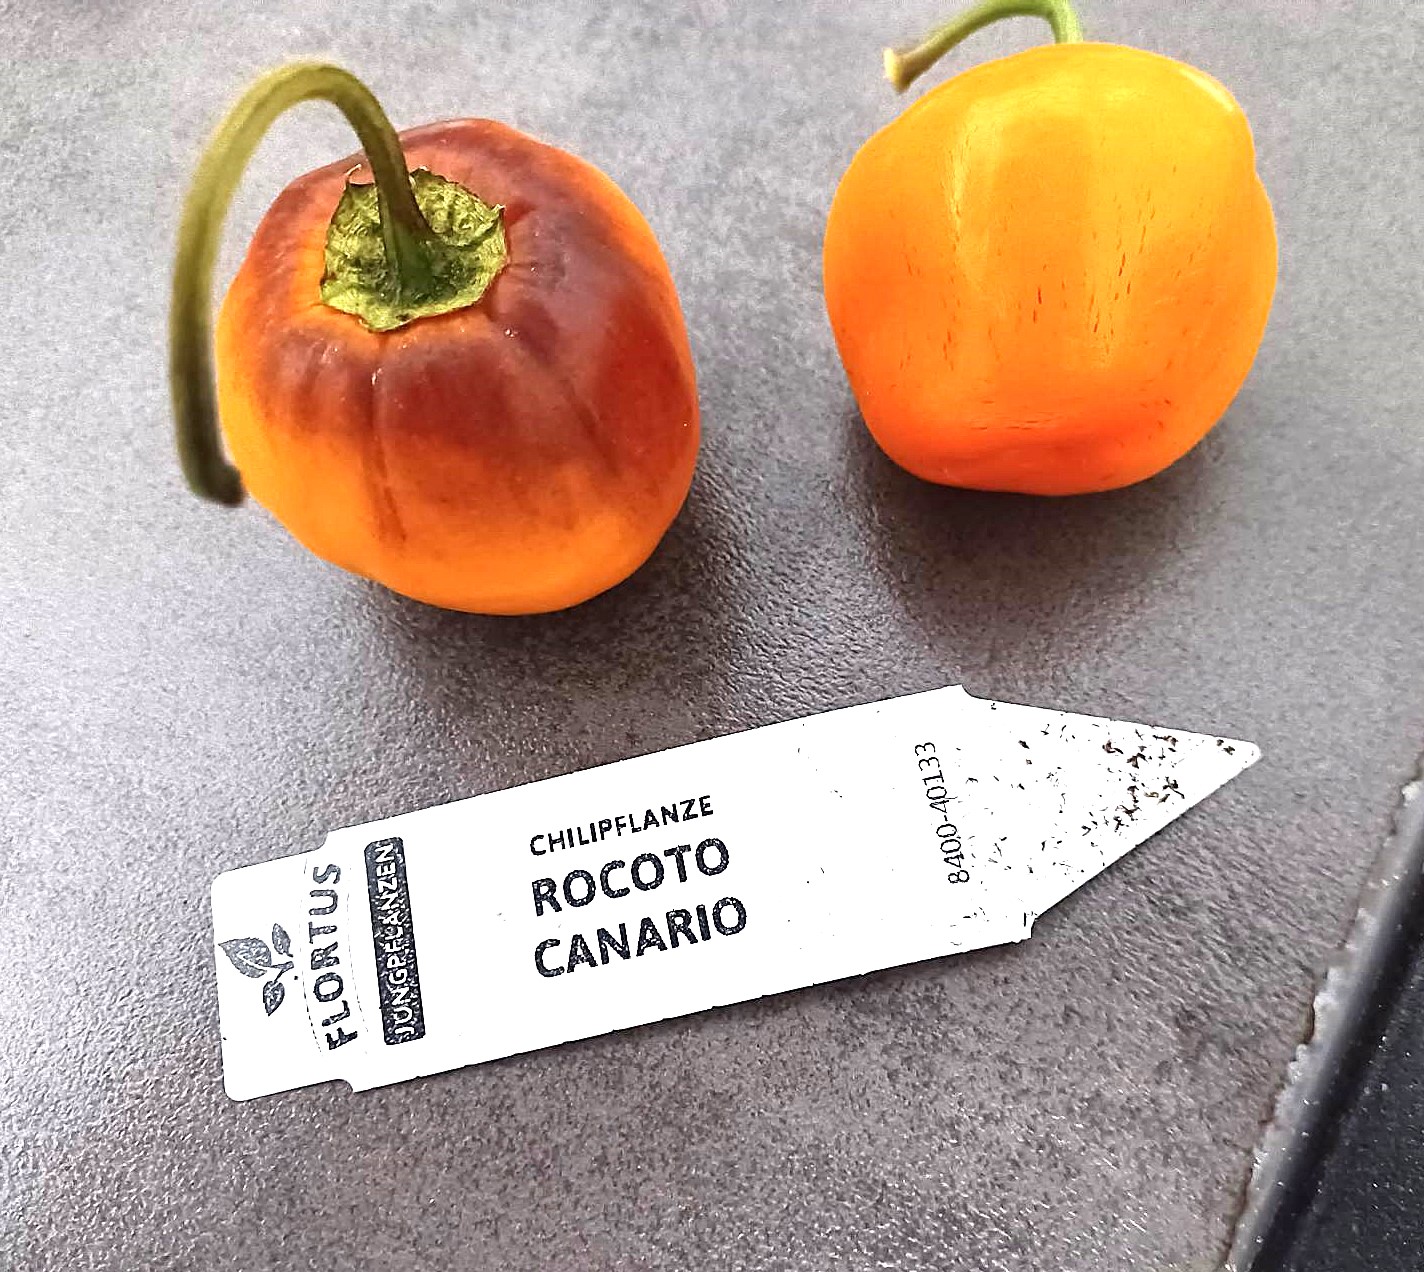 FLORTUS
JUNGPFLANZEN
CHILIPFLANZE
ROCOTO
CANARIO
8400-40133